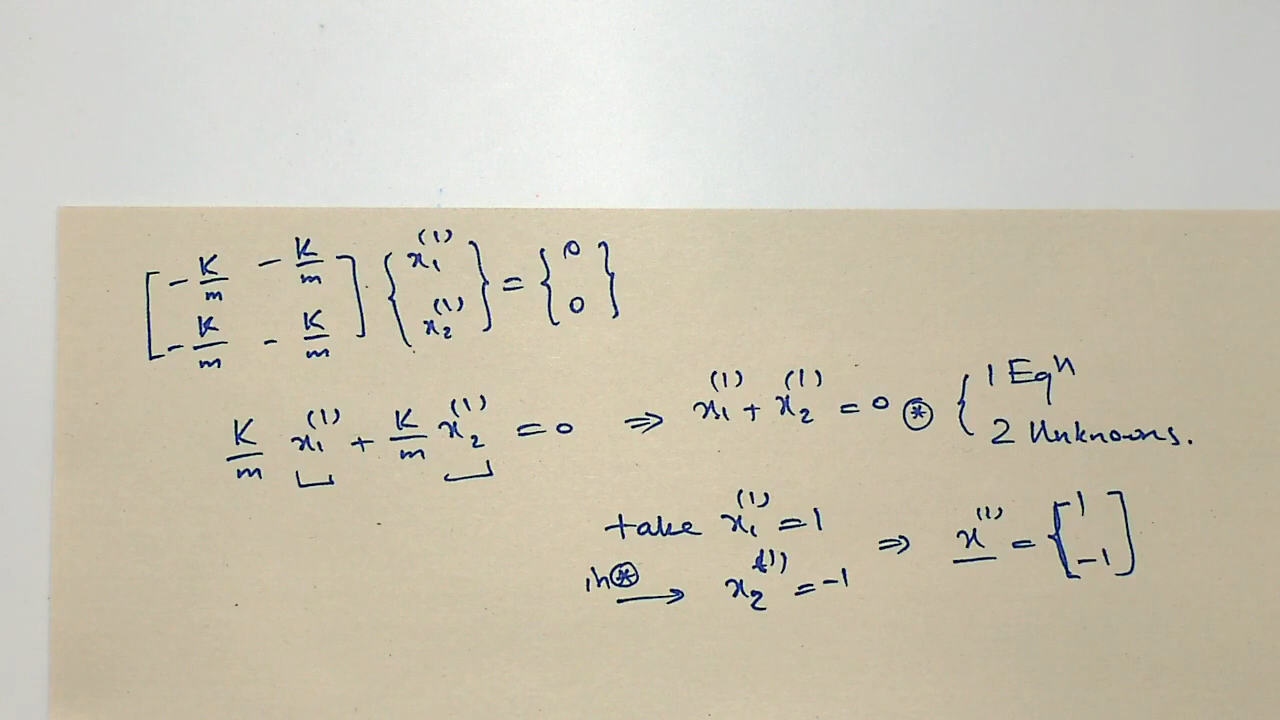 [ -K/m -K/m ; -K/m -K/m ] { x₁⁽¹⁾ ; x₂⁽¹⁾ } = { 0 ; 0 }
K/m x₁⁽¹⁾ + K/m x₂⁽¹⁾ = 0 ⇒ x₁⁽¹⁾ + x₂⁽¹⁾ = 0 ⊛ { 1 Eqn
2 Unknowns.
take x₁⁽¹⁾ = 1 ⇒ x⁽¹⁾ = { 1 ; -1 ]
in ⊛ → x₂⁽¹⁾ = -1